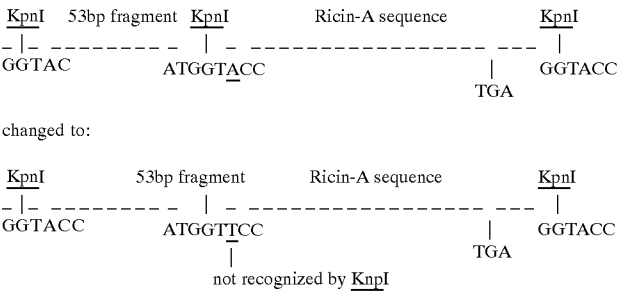 KpnI 53bp fragment KpnI Ricin-A sequence KpnI
GGTAC ATGGTACC GGTACC
TGA
changed to:
KpnI 53bp fragment Ricin-A sequence KpnI
GGTACC ATGGTTCC GGTACC
TGA
not recognized by KnpI